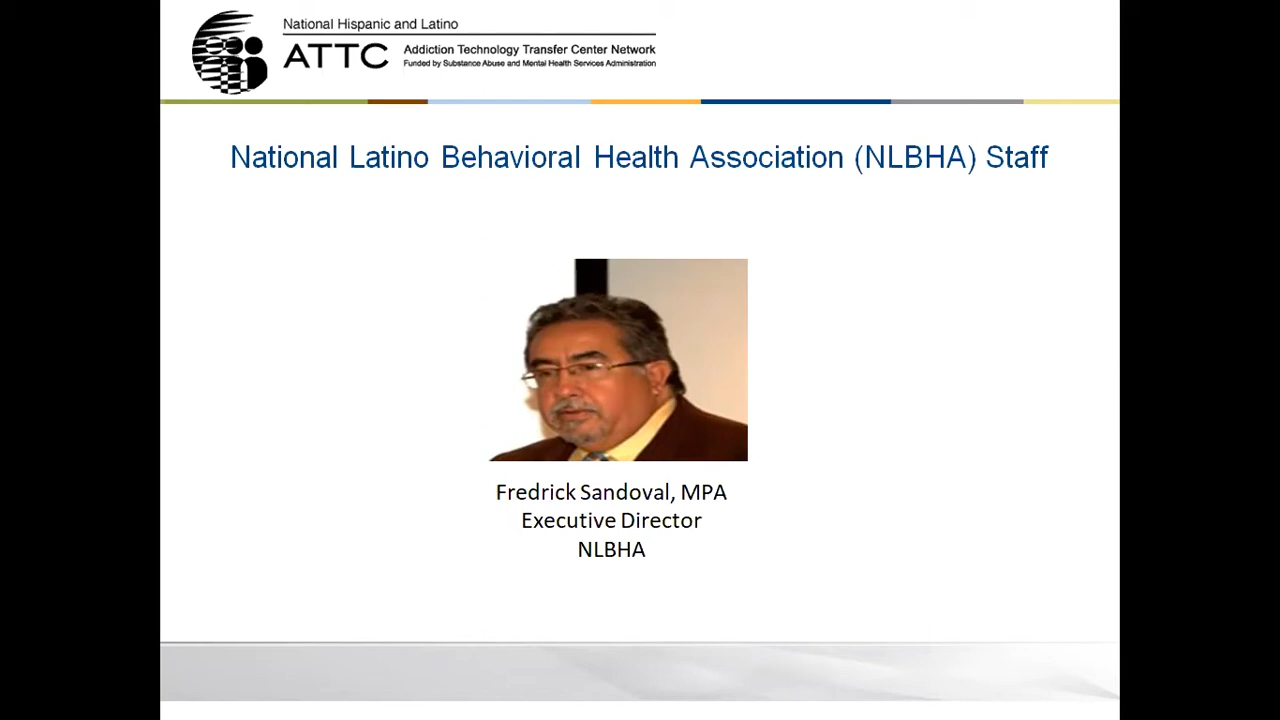 National Hispanic and Latino
ATTC
Addiction Technology Transfer Center Network
Funded by Substance Abuse and Mental Health Services Administration
National Latino Behavioral Health Association (NLBHA) Staff
Fredrick Sandoval, MPA
Executive Director
NLBHA